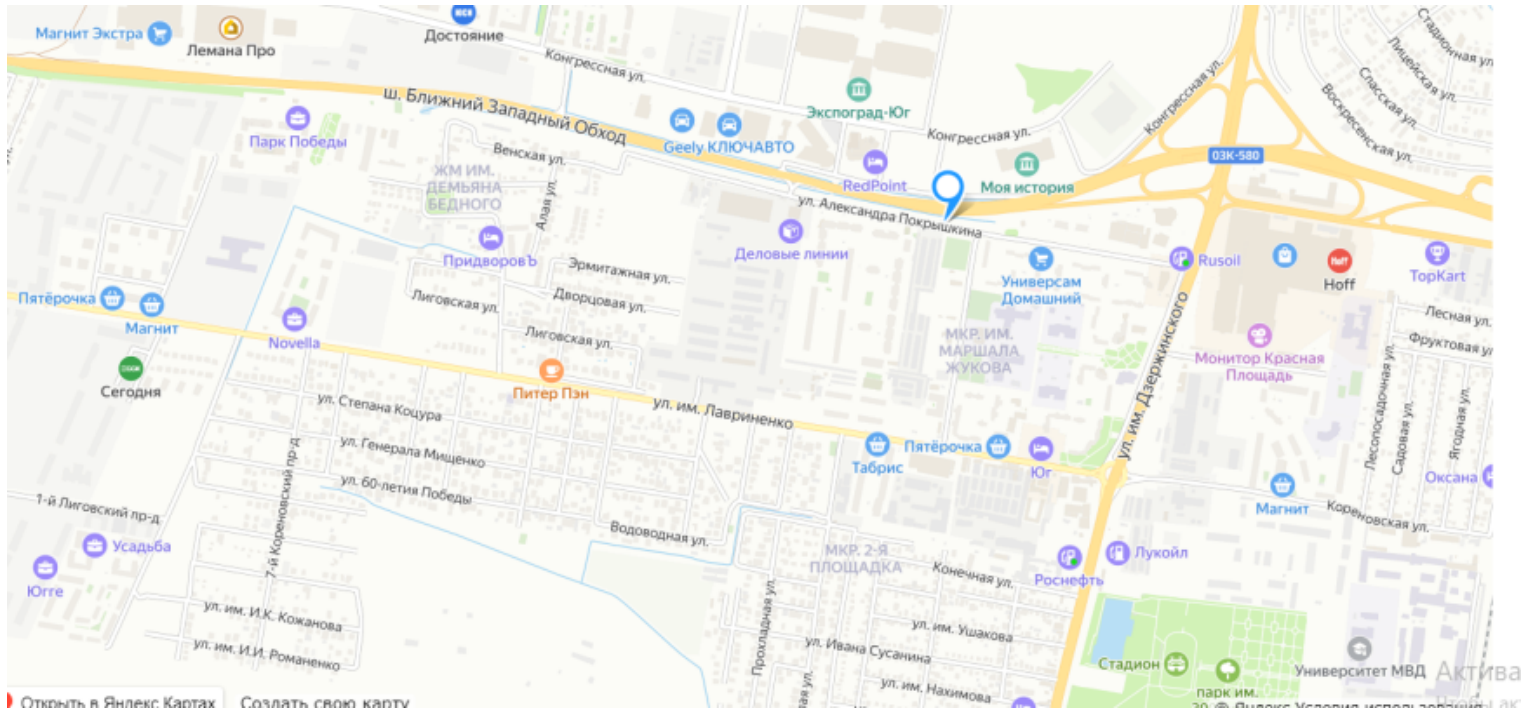 Магнит Экстра
Лемана Про
Достояние
Конгрессная ул.
ш. Ближний Западный Обход
Парк Победы
Geely КЛЮЧАВТО
Экспоград-Юг
Конгрессная ул.
Конгрессная ул.
Стадионная ул.
Лицейская ул.
Спасская ул.
Воскресенская ул.
03К-580
Венская ул.
ЖМ ИМ.
ДЕМЬЯНА
БЕДНОГО
Алая ул.
RedPoint
Моя история
ул. Александра Покрышкина
ПридворовЪ
Деловые линии
Универсам
Домашний
Rusoil
Hoff
Hoff
TopKart
Эрмитажная ул.
Дворцовая ул.
Лиговская ул.
Лиговская ул.
Пятёрочка
Магнит
Novella
Сегодня
Питер Пэн
МКР. ИМ.
МАРШАЛА
ЖУКОВА
ул. им. Дзержинского
Монитор Красная
Площадь
Лесная ул.
Фруктовая ул
Лесопосадочная ул.
Садовая ул.
Ягодная ул.
ул. им. Лавриненко
ул. Степана Коцура
ул. Генерала Мищенко
ул. 60-летия Победы
Табрис
Пятёрочка
Юг
Оксана
Магнит
Кореновская ул.
1-й Лиговский пр-д
7-й Кореновский пр-д
Водоводная ул.
Усадьба
Югге
МКР. 2-Я
ПЛОЩАДКА
Конечная ул.
Роснефть
Лукойл
ул. им. И.К. Кожанова
ул. им. И.И. Романенко
Прохладная ул.
ул. им. Ушакова
ул. Ивана Сусанина
ул. им. Нахимова
Стадион
парк им.
Университет МВД
Актива
Открыть в Яндекс Картах
Создать свою карту
© Яндекс Условия использования